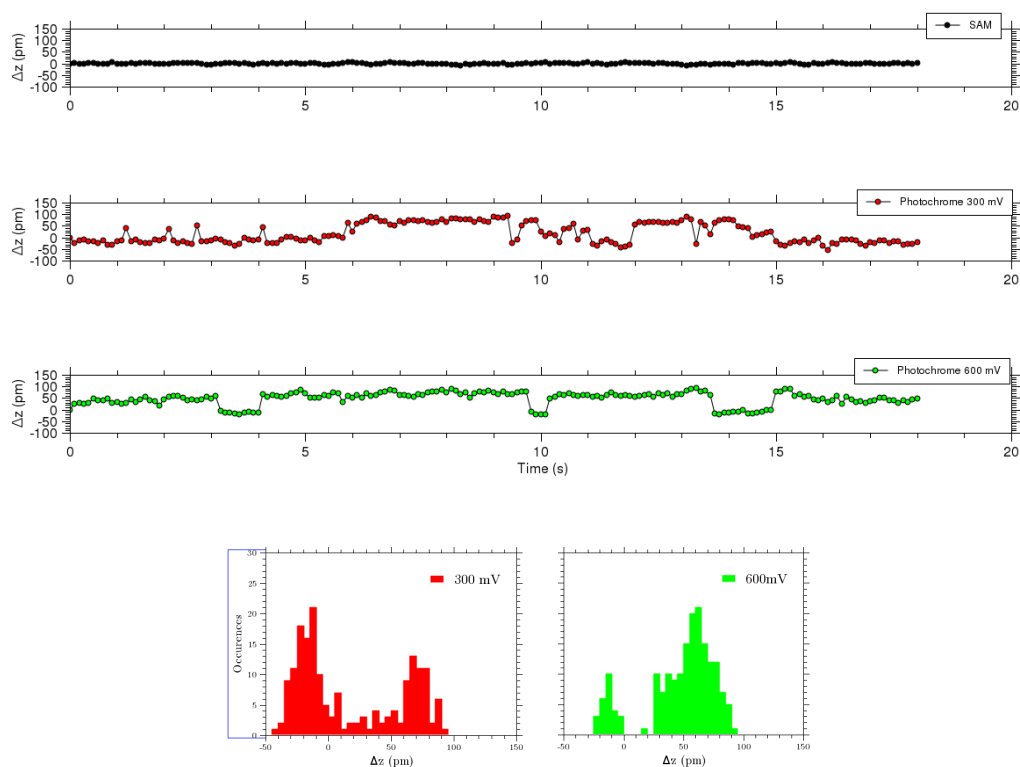 SAM
150
100
50
0
-50
-100
Δz (pm)
0 5 10 15 20
Photochrome 300 mV
150
100
50
0
-50
-100
Δz (pm)
0 5 10 15 20
Photochrome 600 mV
150
100
50
0
-50
-100
Δz (pm)
0 5 10 15 20
Time (s)
30
25
20
15
10
5
0
Occurences
300 mV
-50 0 50 100 150
Δz (pm)
600mV
-50 0 50 100 150
Δz (pm)